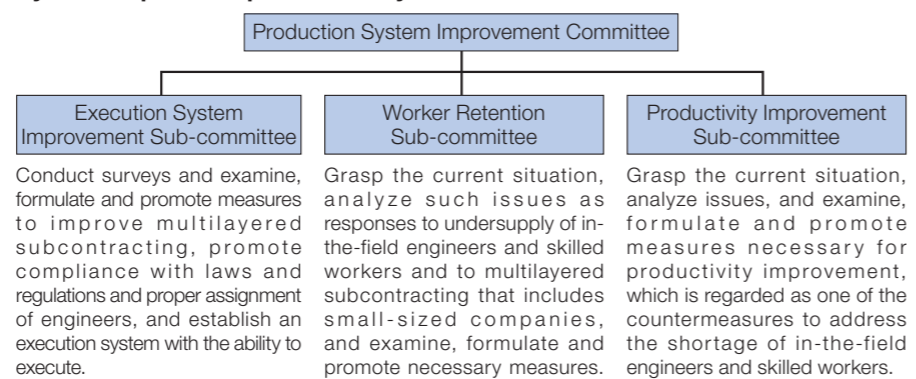 Production System Improvement Committee
Execution System
Improvement Sub-committee
Conduct surveys and examine,
formulate and promote measures
to improve multilayered
subcontracting, promote
compliance with laws and
regulations and proper assignment
of engineers, and establish an
execution system with the ability to
execute.
Worker Retention
Sub-committee
Grasp the current situation,
analyze such issues as
responses to undersupply of in-
the-field engineers and skilled
workers and to multilayered
subcontracting that includes
small-sized companies,
and examine, formulate and
promote necessary measures.
Productivity Improvement
Sub-committee
Grasp the current situation,
analyze issues, and examine,
formulate and promote
measures necessary for
productivity improvement,
which is regarded as one of the
countermeasures to address
the shortage of in-the-field
engineers and skilled workers.